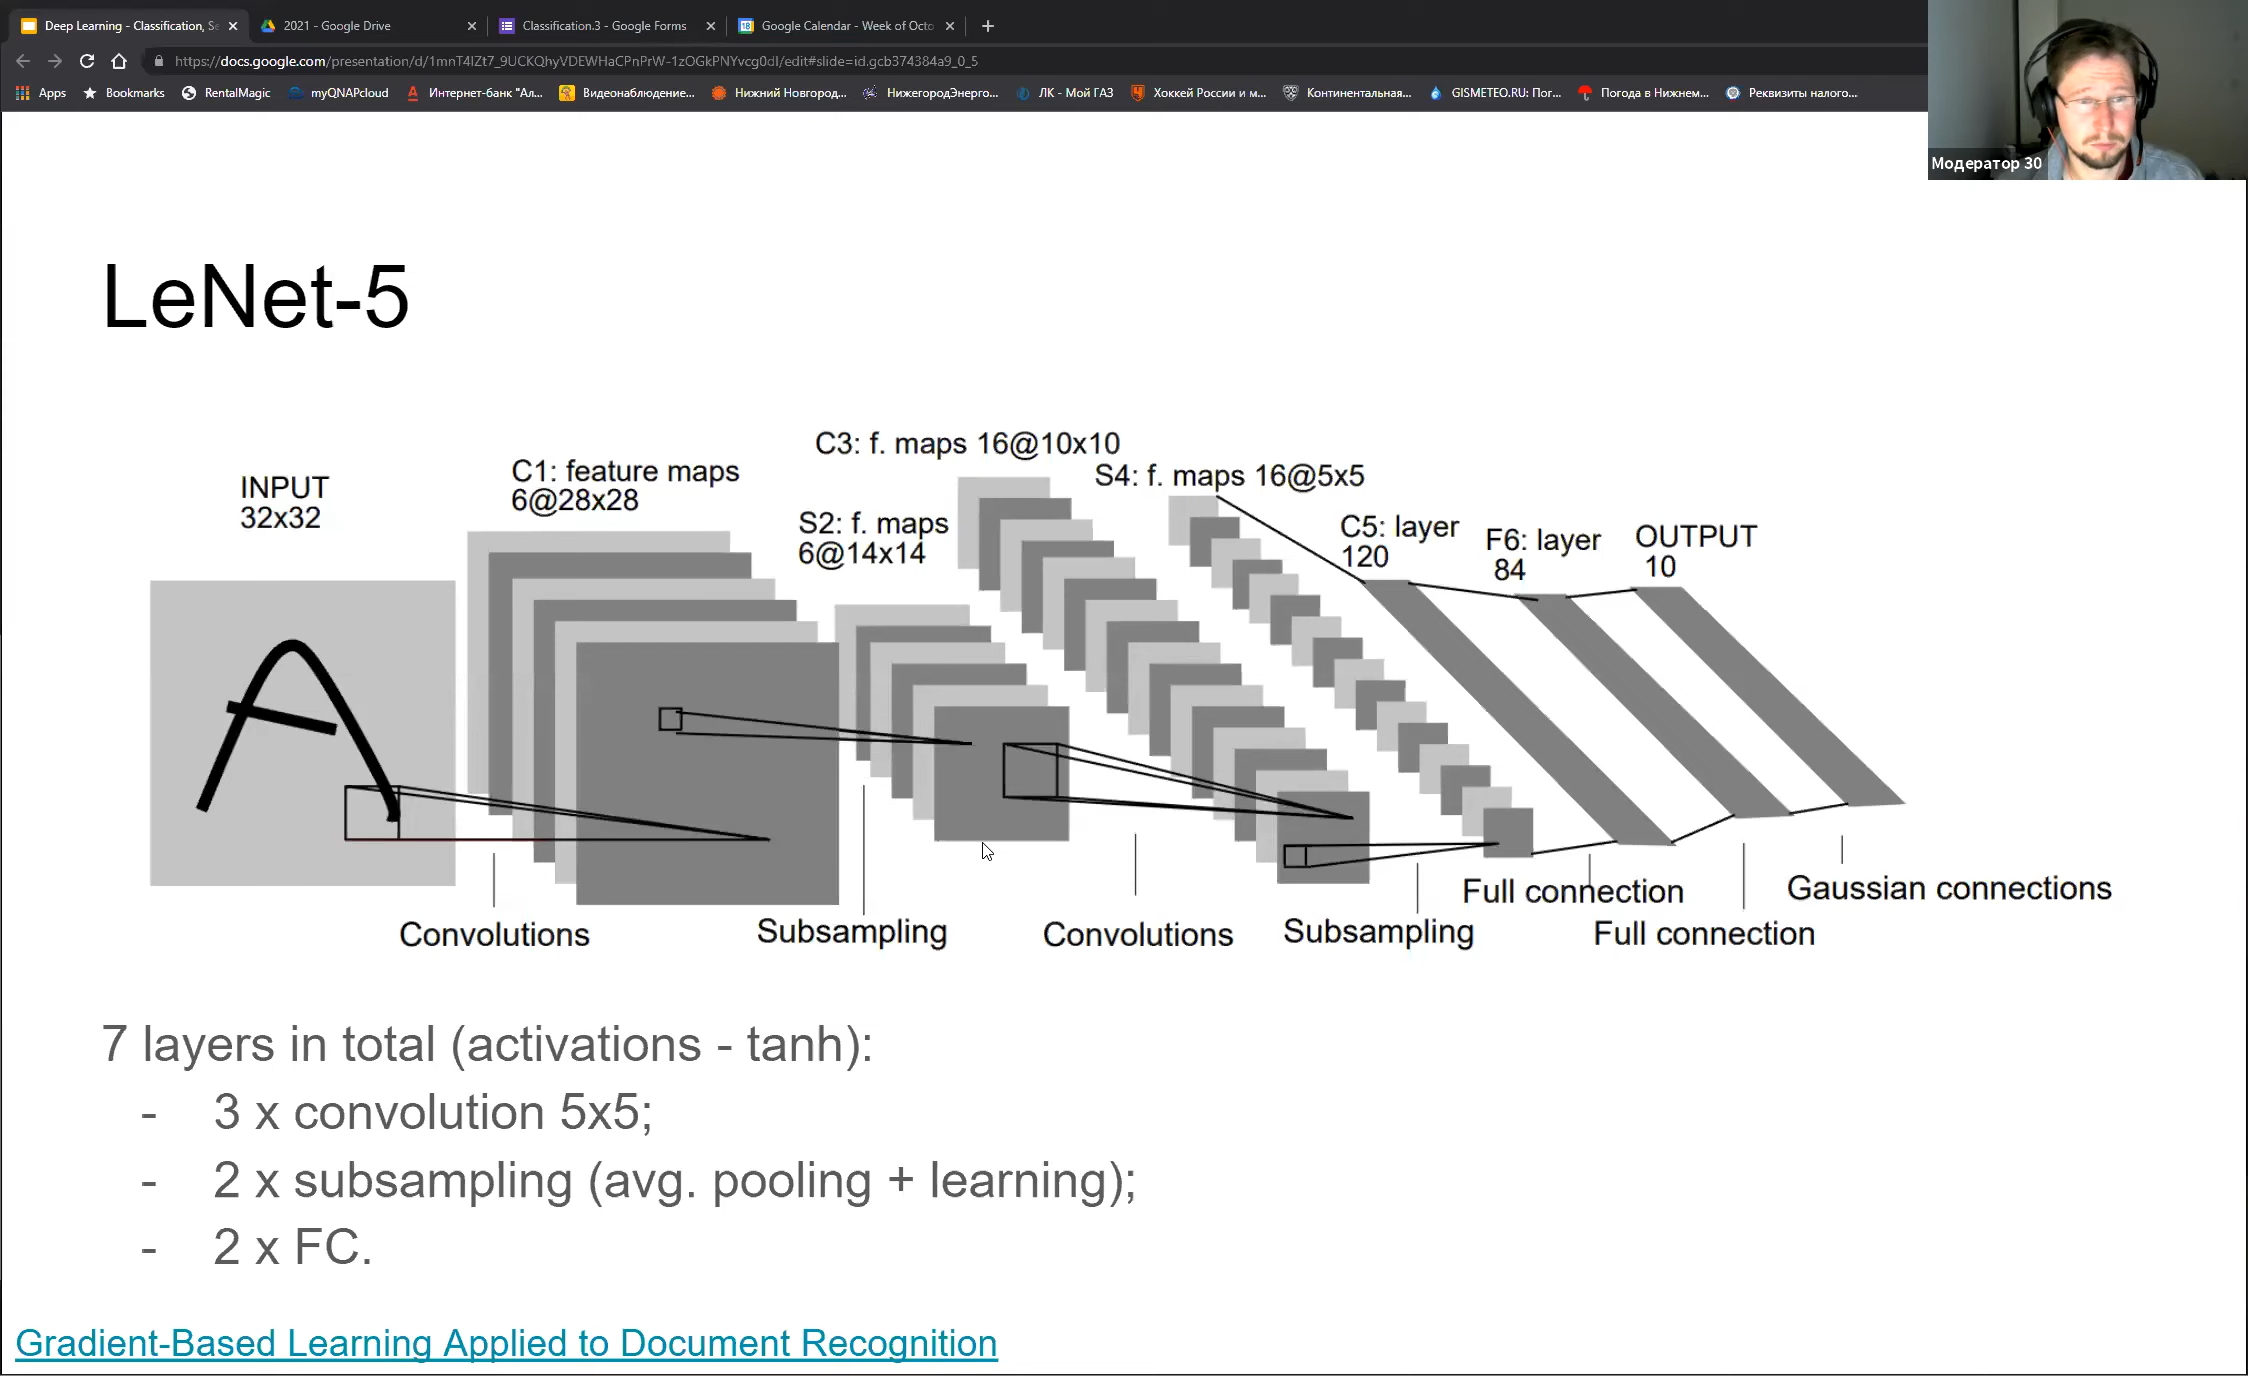 Deep Learning - Classification, Se
2021 - Google Drive
Classification.3 - Google Forms
Google Calendar - Week of Octo
https://docs.google.com/presentation/d/1mnT4IZt7_9UCKQhyVDEWHaCPnPrW-1zOGkPNYvcg0dI/edit#slide=id.gcb374384a9_0_5
Apps
Bookmarks
RentalMagic
myQNAPcloud
Интернет-банк "Ал...
Видеонаблюдение...
Нижний Новгород...
НижегородЭнерго...
ЛК - Мой ГАЗ
Хоккей России и м...
Континентальная...
GISMETEO.RU: Пог...
Погода в Нижнем...
Реквизиты налого...
Модератор 30
LeNet-5
INPUT
32x32
C1: feature maps
6@28x28
S2: f. maps
6@14x14
C3: f. maps 16@10x10
S4: f. maps 16@5x5
C5: layer
120
F6: layer
84
OUTPUT
10
A
Convolutions
Subsampling
Convolutions
Subsampling
Full connection
Full connection
Gaussian connections
7 layers in total (activations - tanh):
- 3 x convolution 5x5;
- 2 x subsampling (avg. pooling + learning);
- 2 x FC.
Gradient-Based Learning Applied to Document Recognition